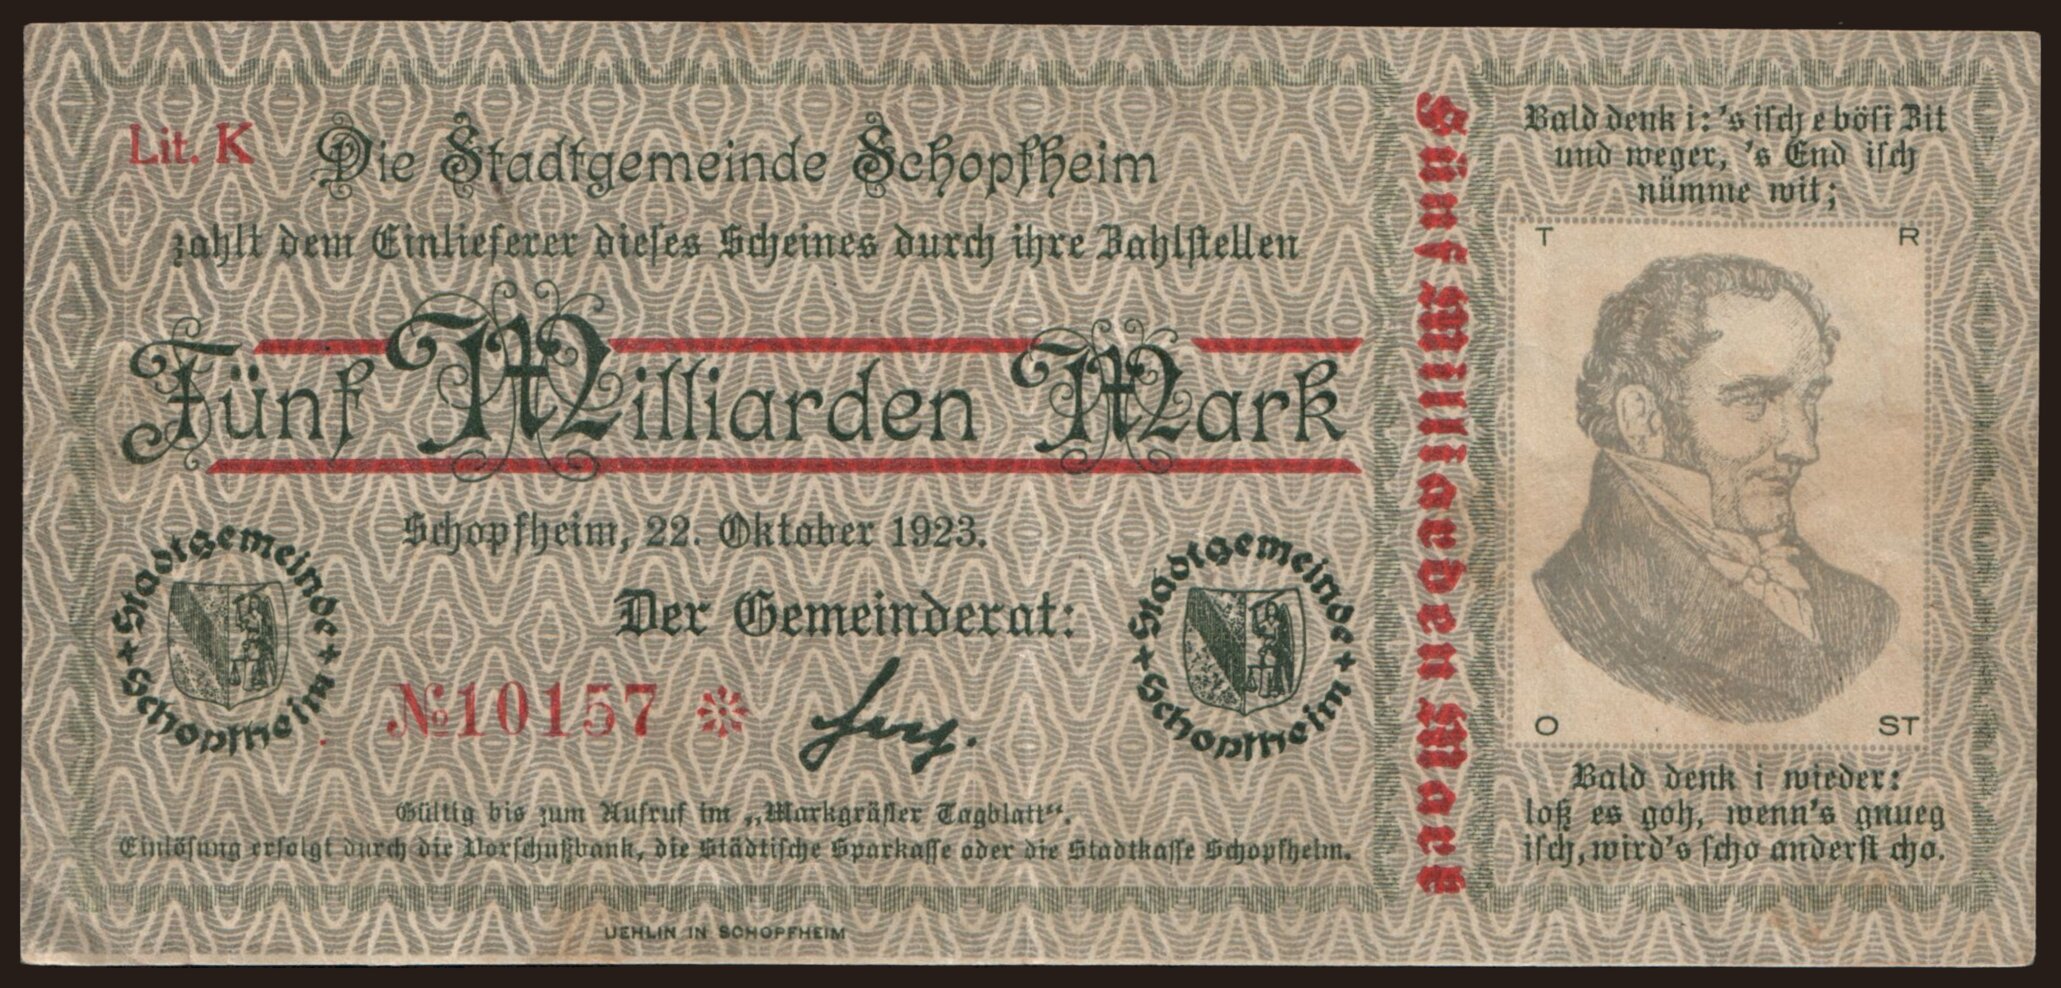 Lit. K
Die Stadtgemeinde Schopfheim
zahlt dem Einlieferer dieses Scheines durch ihre Zahlstellen
Fünf Milliarden Mark
Schopfheim, 22. Oktober 1923.
Der Gemeinderat:
Stadtgemeinde Schopfheim
№10157
Stadtgemeinde Schopfheim
Gültig bis zum Aufruf im „Markgräfler Tagblatt“.
Einlösung erfolgt durch die Vorschußbank, die Städtische Sparkasse oder die Stadtkasse Schopfheim.
UEHLIN IN SCHOPFHEIM
Fünf Milliarden Mark
Bald denk i: 's isch e bösi Zit
und weger, 's End isch
nümme wit;
T R
O ST
Bald denk i wieder:
loß es goh, wenn's gnueg
isch, wird's scho anderst cho.